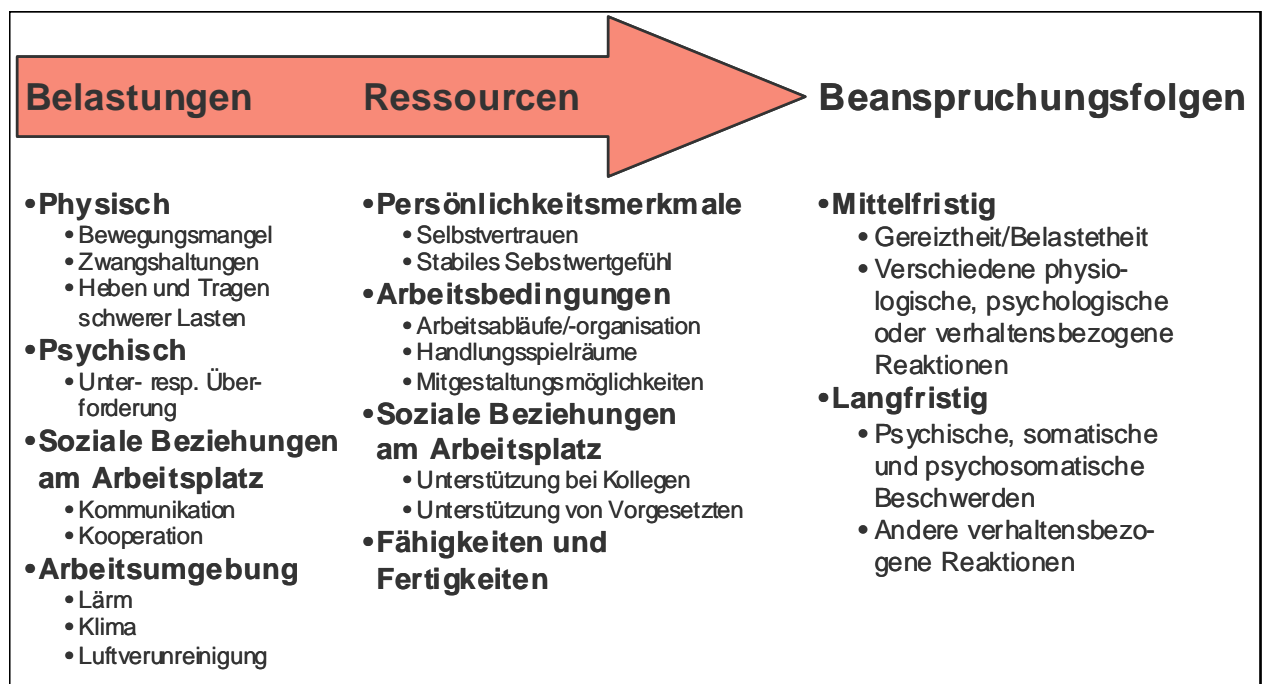 Belastungen
Ressourcen
Beanspruchungsfolgen
•Physisch
• Bewegungsmangel
• Zwangshaltungen
• Heben und Tragen
schwerer Lasten
•Psychisch
• Unter- resp. Über-
forderung
•Soziale Beziehungen
am Arbeitsplatz
• Kommunikation
• Kooperation
•Arbeitsumgebung
• Lärm
• Klima
• Luftverunreinigung
•Persönlichkeitsmerkmale
• Selbstvertrauen
• Stabiles Selbstwertgefühl
•Arbeitsbedingungen
• Arbeitsabläufe/-organisation
• Handlungsspielräume
• Mitgestaltungsmöglichkeiten
•Soziale Beziehungen
am Arbeitsplatz
• Unterstützung bei Kollegen
• Unterstützung von Vorgesetzten
•Fähigkeiten und
Fertigkeiten
•Mittelfristig
• Gereiztheit/Belastetheit
• Verschiedene physio-
logische, psychologische
oder verhaltensbezogene
Reaktionen
•Langfristig
• Psychische, somatische
und psychosomatische
Beschwerden
• Andere verhaltensbezo-
gene Reaktionen